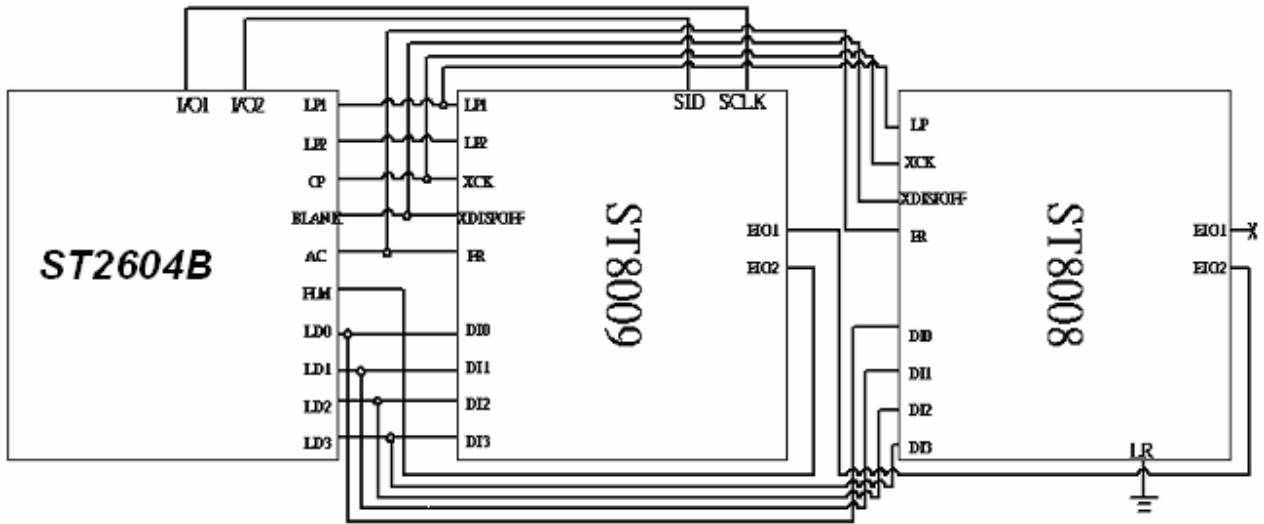 I/O1 I/O2
LP1
LP2
CP
BLANK
AC
FLM
LD0
LD1
LD2
LD3
ST2604B
SID SCLK
LP1
LP2
XCK
XDISPOFF
FR
DI0
DI1
DI2
DI3
ST8009
EIO1
EIO2
LP
XCK
XDISPOFF
FR
DI0
DI1
DI2
DI3
LR
ST8008
EIO1
EIO2